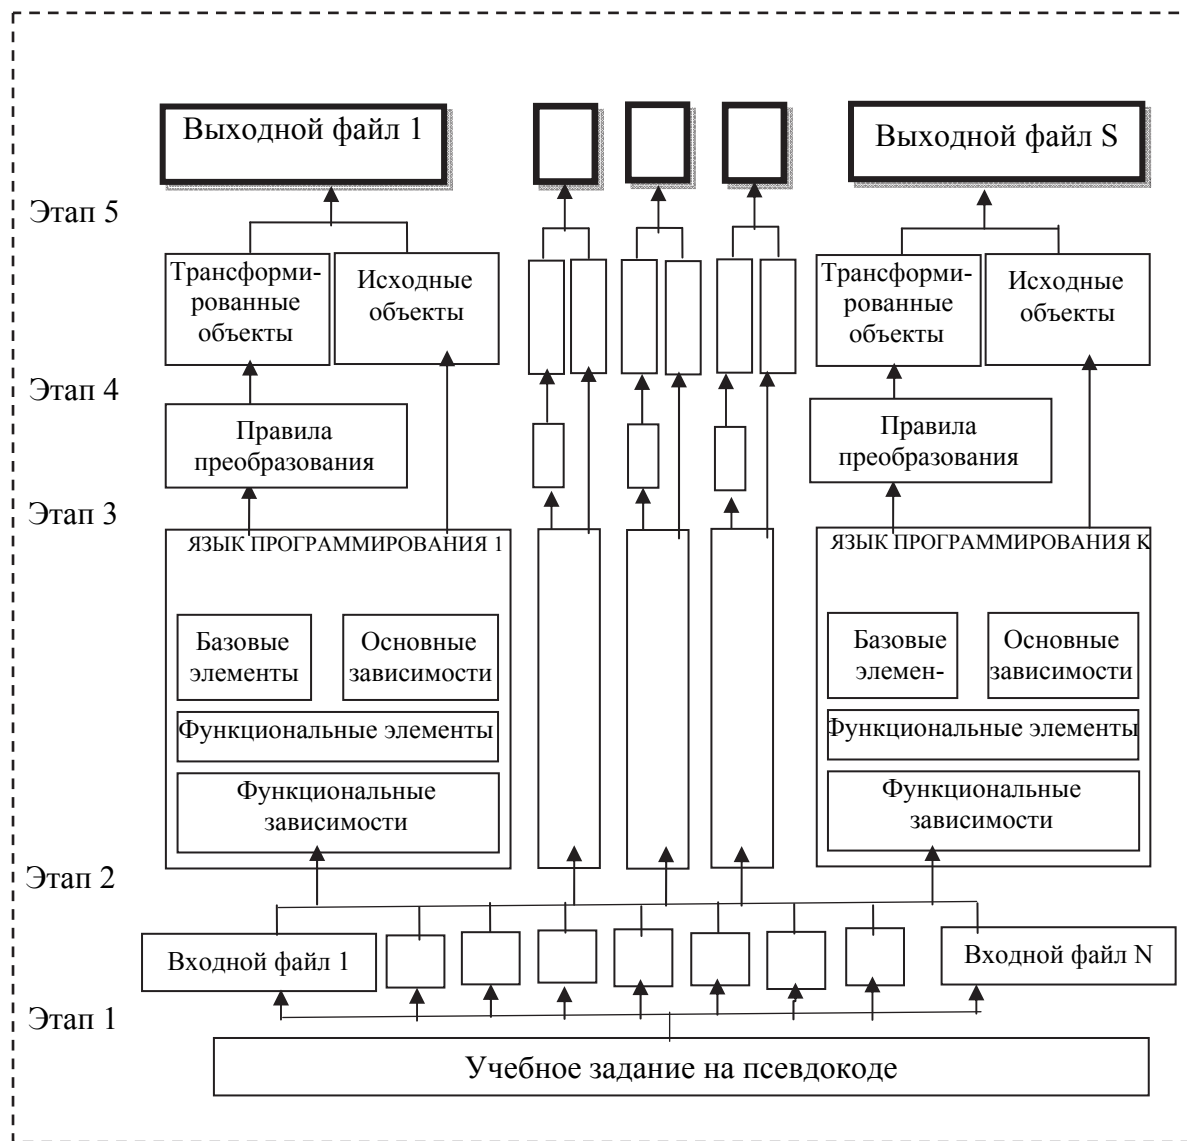 Выходной файл 1
Выходной файл S
Этап 5
Трансформи-
рованные
объекты
Исходные
объекты
Трансформи-
рованные
объекты
Исходные
объекты
Этап 4
Правила
преобразования
Правила
преобразования
Этап 3
ЯЗЫК ПРОГРАММИРОВАНИЯ 1
ЯЗЫК ПРОГРАММИРОВАНИЯ K
Базовые
элементы
Основные
зависимости
Базовые
элемен-
Основные
зависимости
Функциональные элементы
Функциональные элементы
Функциональные
зависимости
Функциональные
зависимости
Этап 2
Входной файл 1
Входной файл N
Этап 1
Учебное задание на псевдокоде